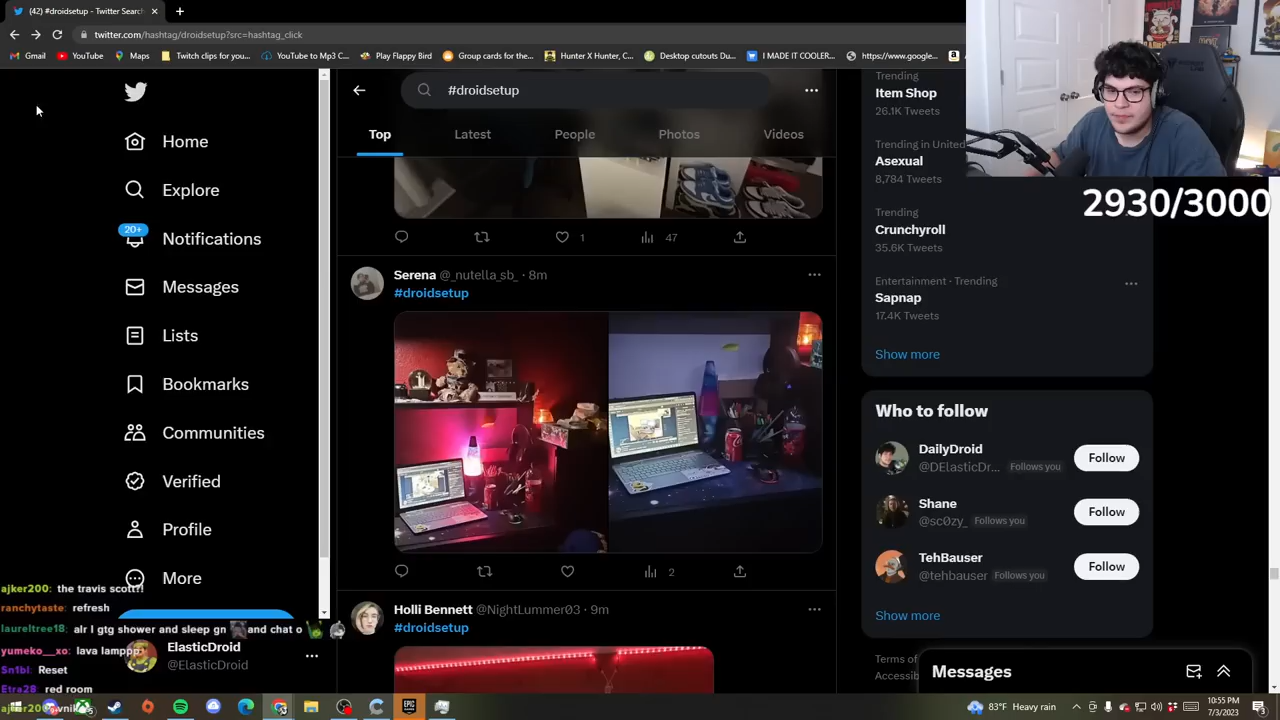 (42) #droidsetup - Twitter Search
twitter.com/hashtag/droidsetup?src=hashtag_click
Gmail
YouTube
Maps
Twitch clips for you...
YouTube to Mp3 C...
Play Flappy Bird
Group cards for the...
Hunter X Hunter, C...
Desktop cutouts Du...
I MADE IT COOLER...
https://www.google...
#droidsetup
Top
Latest
People
Photos
Videos
Home
Explore
20+
Notifications
Messages
Lists
Bookmarks
Communities
Verified
Profile
More
ElasticDroid
@ElasticDroid
1
47
Serena @_nutella_sb_ · 8m
#droidsetup
2
Holli Bennett @NightLummer03 · 9m
#droidsetup
Trending
Item Shop
26.1K Tweets
Trending in United
Asexual
8,784 Tweets
Trending
Crunchyroll
35.6K Tweets
Entertainment · Trending
Sapnap
17.4K Tweets
Show more
Who to follow
DailyDroid
@DElasticDr... Follows you
Follow
Shane
@sc0zy_ Follows you
Follow
TehBauser
@tehbauser Follows you
Follow
Show more
Terms of
Messages
2930/3000
ajker200: the travis scott!!
ranchytaste: refresh
laureltree18: alr I gtg shower and sleep gn and chat o
yumeko__xo: lava lamppp
Sn1bl: Reset
Etra28: red room
83°F Heavy rain
10:55 PM
7/3/2023